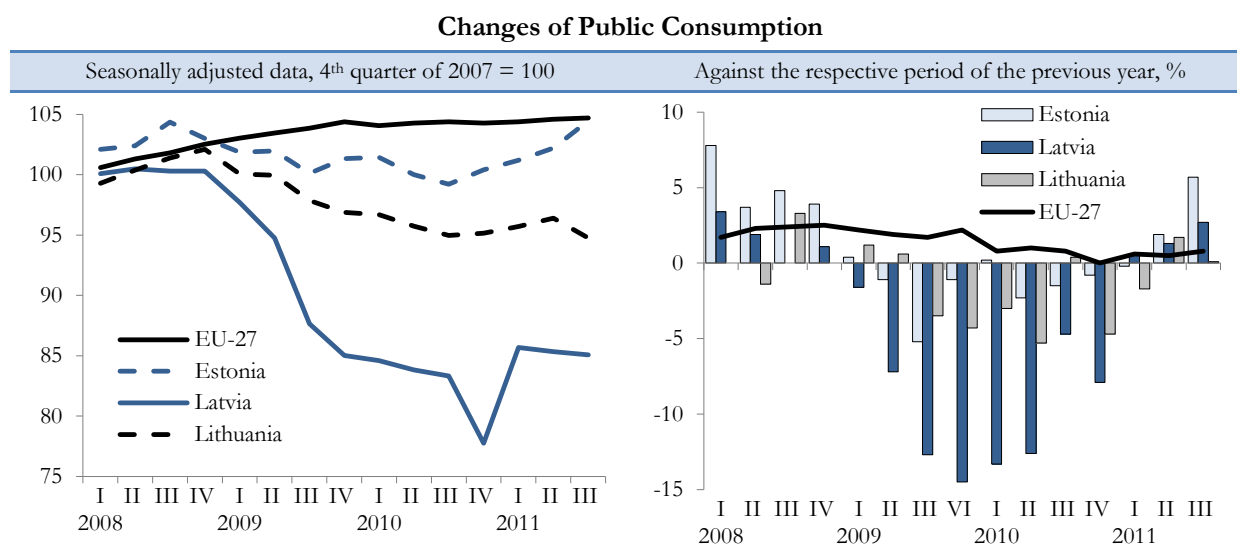 Changes of Public Consumption
Seasonally adjusted data, 4th quarter of 2007 = 100
Against the respective period of the previous year, %
105
100
95
90
85
80
75
EU-27
Estonia
Latvia
Lithuania
I II III IV I II III IV I II III IV I II III
2008 2009 2010 2011
10
5
0
-5
-10
-15
Estonia
Latvia
Lithuania
EU-27
I II III IV I II III VI I II III IV I II III
2008 2009 2010 2011